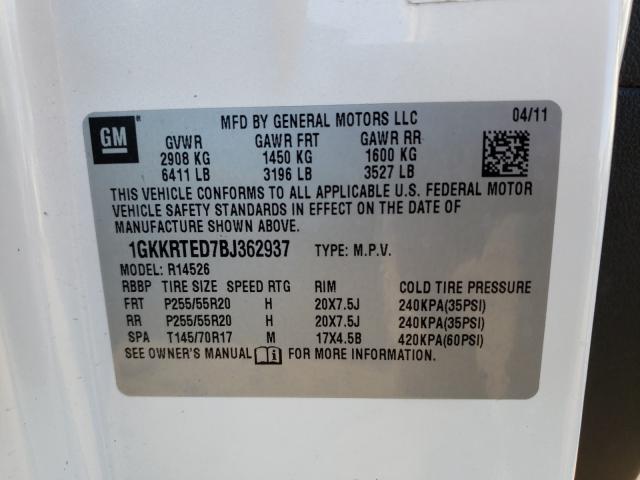 GM ® MFD BY GENERAL MOTORS LLC 04/11
GVWR GAWR FRT GAWR RR
2908 KG 1450 KG 1600 KG
6411 LB 3196 LB 3527 LB
THIS VEHICLE CONFORMS TO ALL APPLICABLE U.S. FEDERAL MOTOR
VEHICLE SAFETY STANDARDS IN EFFECT ON THE DATE OF
MANUFACTURE SHOWN ABOVE.
1GKKRTED7BJ362937 TYPE: M.P.V.
MODEL: R14526
RBBP TIRE SIZE SPEED RTG RIM COLD TIRE PRESSURE
FRT P255/55R20 H 20X7.5J 240KPA(35PSI)
RR P255/55R20 H 20X7.5J 240KPA(35PSI)
SPA T145/70R17 M 17X4.5B 420KPA(60PSI)
SEE OWNER'S MANUAL FOR MORE INFORMATION.